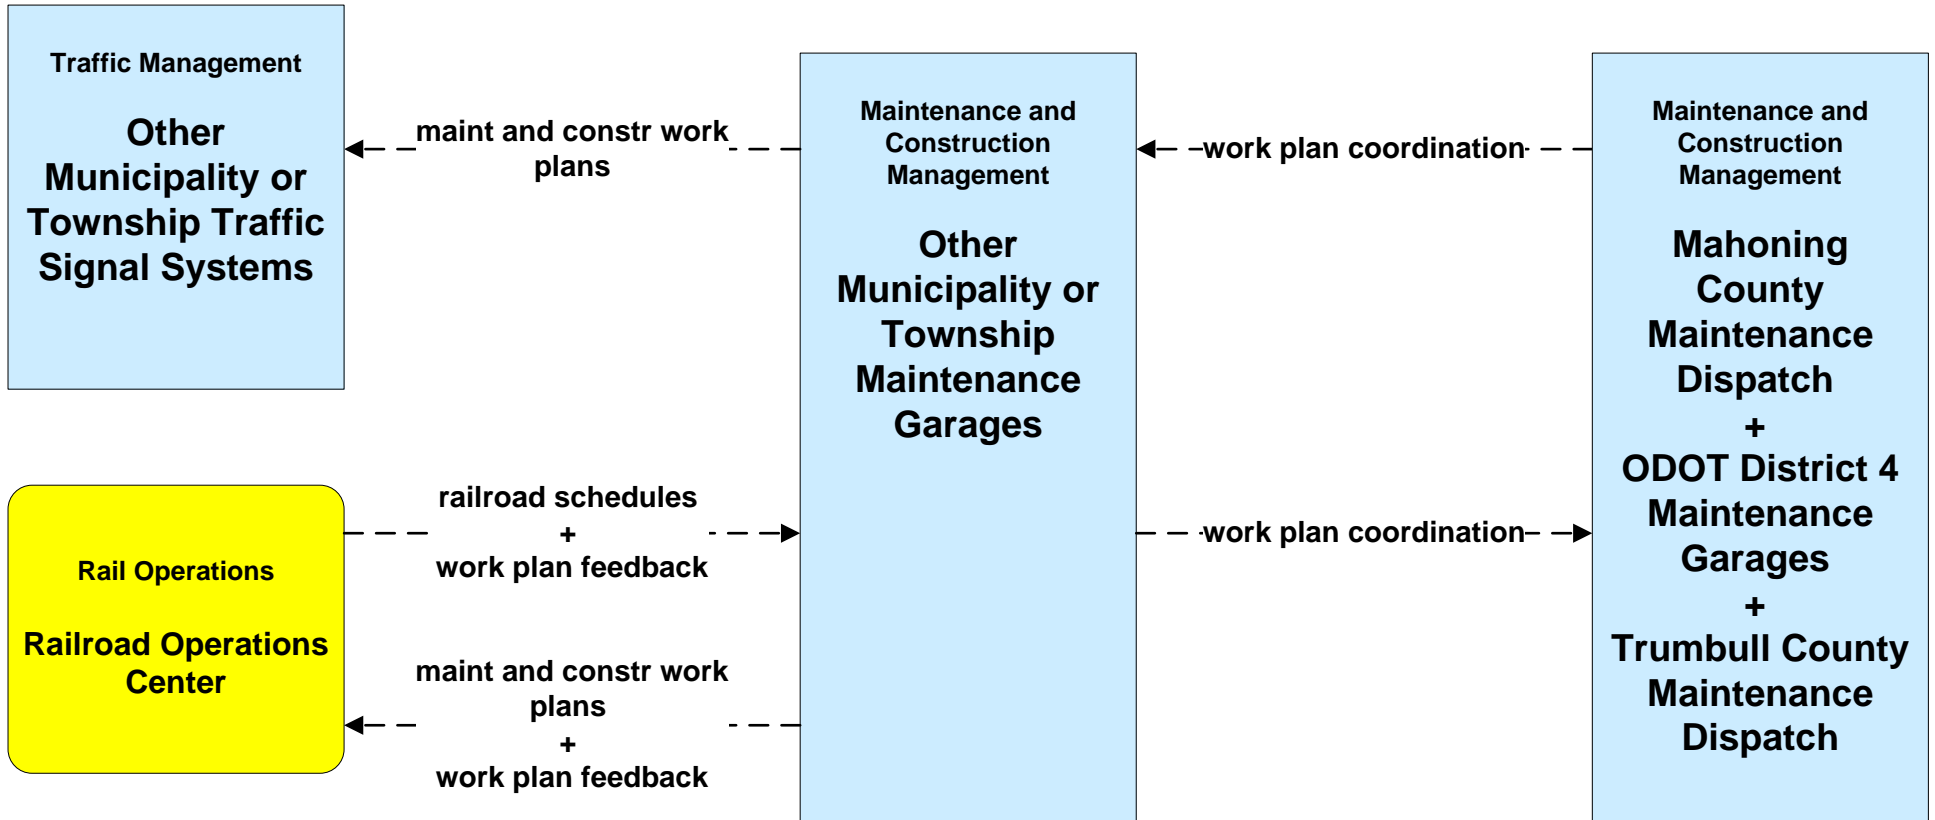 Traffic Management
Other
Municipality or
Township Traffic
Signal Systems
maint and constr work
plans
Maintenance and
Construction
Management
Other
Municipality or
Township
Maintenance
Garages
work plan coordination
Maintenance and
Construction
Management
Mahoning
County
Maintenance
Dispatch
+
ODOT District 4
Maintenance
Garages
+
Trumbull County
Maintenance
Dispatch
Rail Operations
Railroad Operations
Center
railroad schedules
+
work plan feedback
work plan coordination
maint and constr work
plans
+
work plan feedback